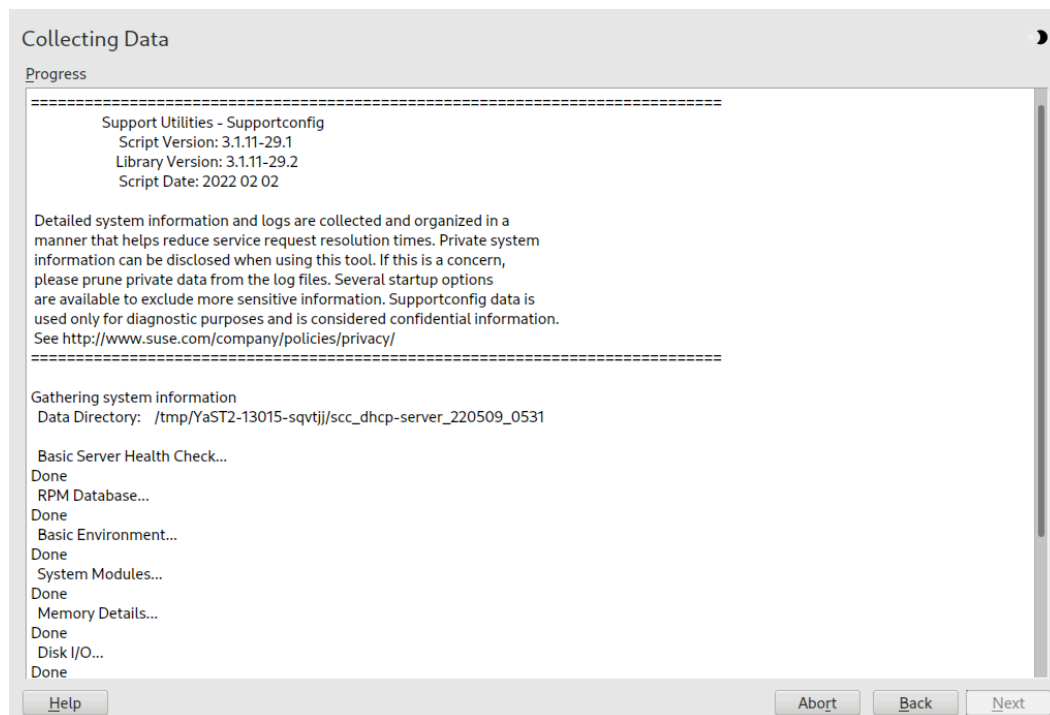 Collecting Data
Progress
==============================================================================
Support Utilities - Supportconfig
Script Version: 3.1.11-29.1
Library Version: 3.1.11-29.2
Script Date: 2022 02 02
Detailed system information and logs are collected and organized in a
manner that helps reduce service request resolution times. Private system
information can be disclosed when using this tool. If this is a concern,
please prune private data from the log files. Several startup options
are available to exclude more sensitive information. Supportconfig data is
used only for diagnostic purposes and is considered confidential information.
See http://www.suse.com/company/policies/privacy/
==============================================================================
Gathering system information
Data Directory: /tmp/YaST2-13015-sqvtjj/scc_dhcp-server_220509_0531
Basic Server Health Check...
Done
RPM Database...
Done
Basic Environment...
Done
System Modules...
Done
Memory Details...
Done
Disk I/O...
Done
Help Abort Back Next